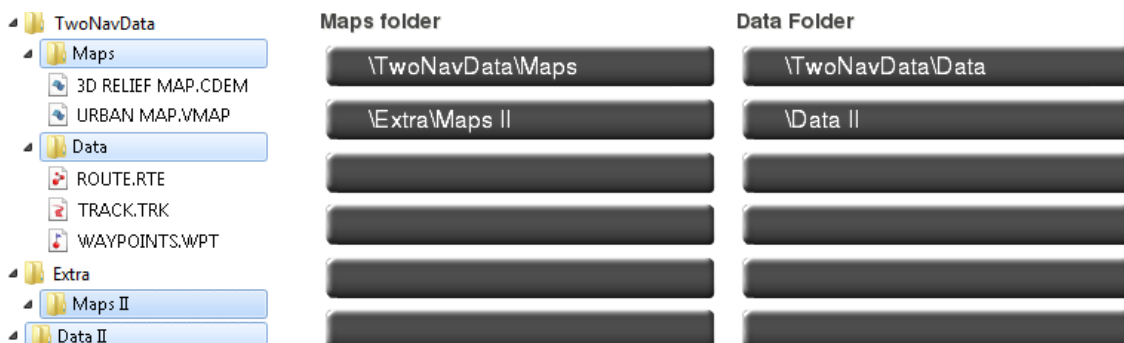 TwoNavData
Maps
3D RELIEF MAP.CDEM
URBAN MAP.VMAP
Data
ROUTE.RTE
TRACK.TRK
WAYPOINTS.WPT
Extra
Maps II
Data II
Maps folder
\TwoNavData\Maps
\Extra\Maps II
Data Folder
\TwoNavData\Data
\Data II